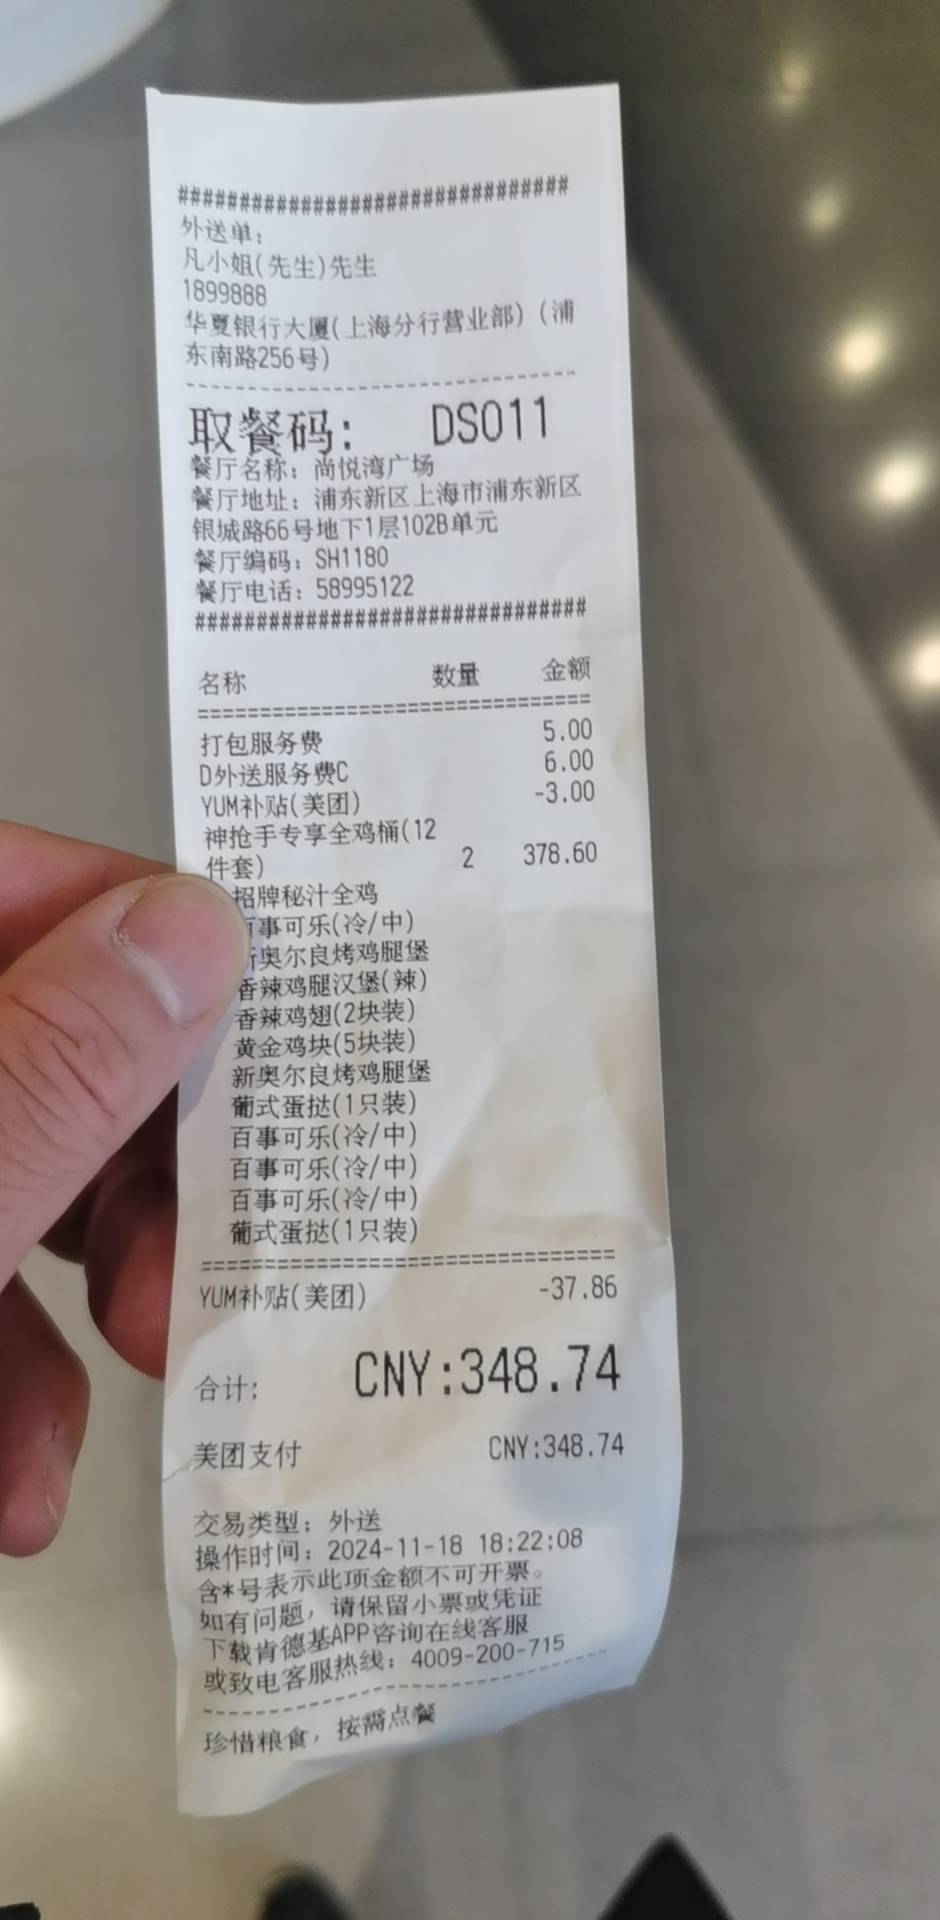 ################################
外送单:
凡小姐(先生)先生
1899888
华夏银行大厦(上海分行营业部) (浦
东南路256号)
--------------------------------
取餐码: DS011
餐厅名称: 尚悦湾广场
餐厅地址: 浦东新区上海市浦东新区
银城路66号地下1层102B单元
餐厅编码: SH1180
餐厅电话: 58995122
################################
名称 数量 金额
================================
打包服务费 5.00
D外送服务费C 6.00
YUM补贴(美团) -3.00
神抢手专享全鸡桶(12
件套) 2 378.60
招牌秘汁全鸡
百事可乐(冷/中)
新奥尔良烤鸡腿堡
香辣鸡腿汉堡(辣)
香辣鸡翅(2块装)
黄金鸡块(5块装)
新奥尔良烤鸡腿堡
葡式蛋挞(1只装)
百事可乐(冷/中)
百事可乐(冷/中)
百事可乐(冷/中)
葡式蛋挞(1只装)
================================
YUM补贴(美团) -37.86
合计: CNY:348.74
美团支付 CNY:348.74
交易类型: 外送
操作时间: 2024-11-18 18:22:08
含*号表示此项金额不可开票。
如有问题, 请保留小票或凭证
下载肯德基APP咨询在线客服
或致电客服热线: 4009-200-715
--------------------------------
珍惜粮食, 按需点餐